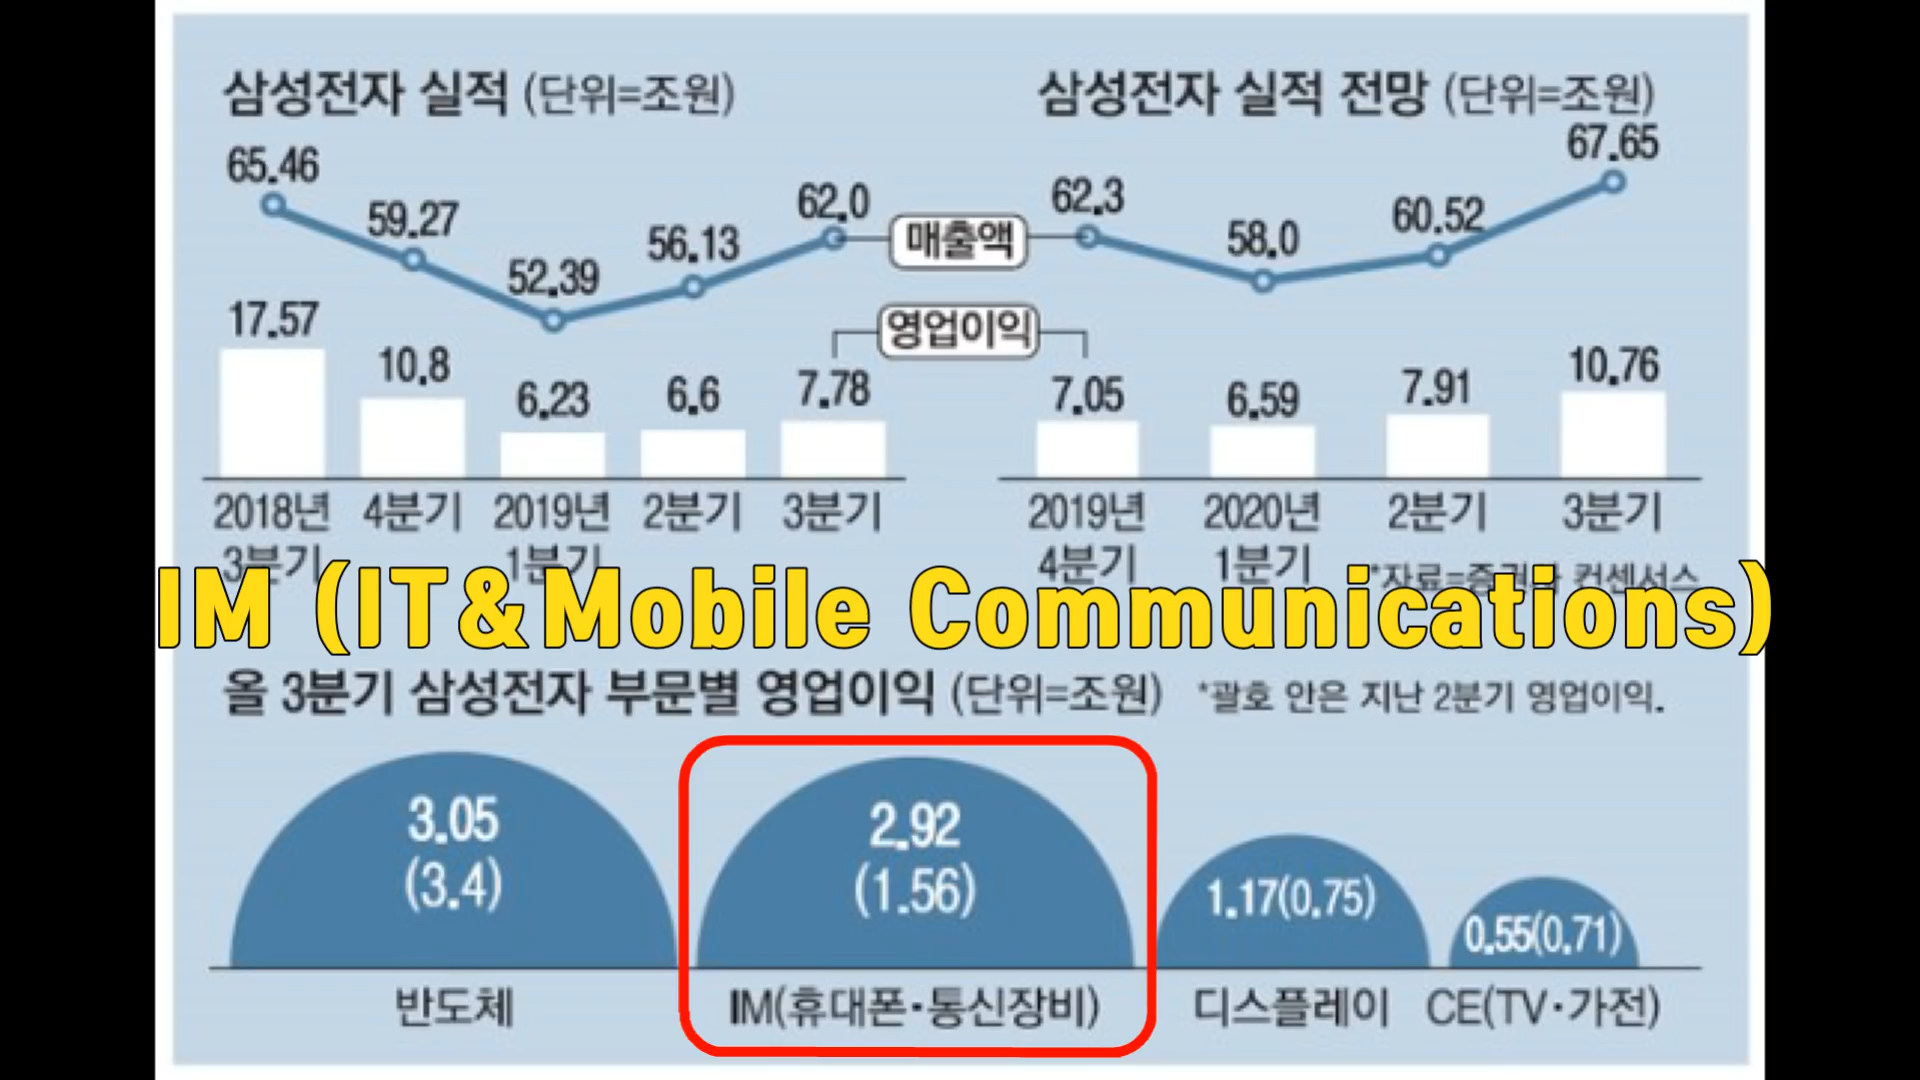 삼성전자 실적 (단위=조원)
65.46
59.27
52.39
56.13
62.0
매출액
17.57
10.8
6.23
6.6
7.78
영업이익
2018년 3분기
4분기
2019년 1분기
2분기
3분기
삼성전자 실적 전망 (단위=조원)
62.3
58.0
60.52
67.65
7.05
6.59
7.91
10.76
2019년 4분기
2020년 1분기
2분기
3분기
*자료=증권사 컨센서스
IM (IT&Mobile Communications)
올 3분기 삼성전자 부문별 영업이익 (단위=조원) *괄호 안은 지난 2분기 영업이익.
3.05
(3.4)
반도체
2.92
(1.56)
IM(휴대폰·통신장비)
1.17(0.75)
디스플레이
0.55(0.71)
CE(TV·가전)